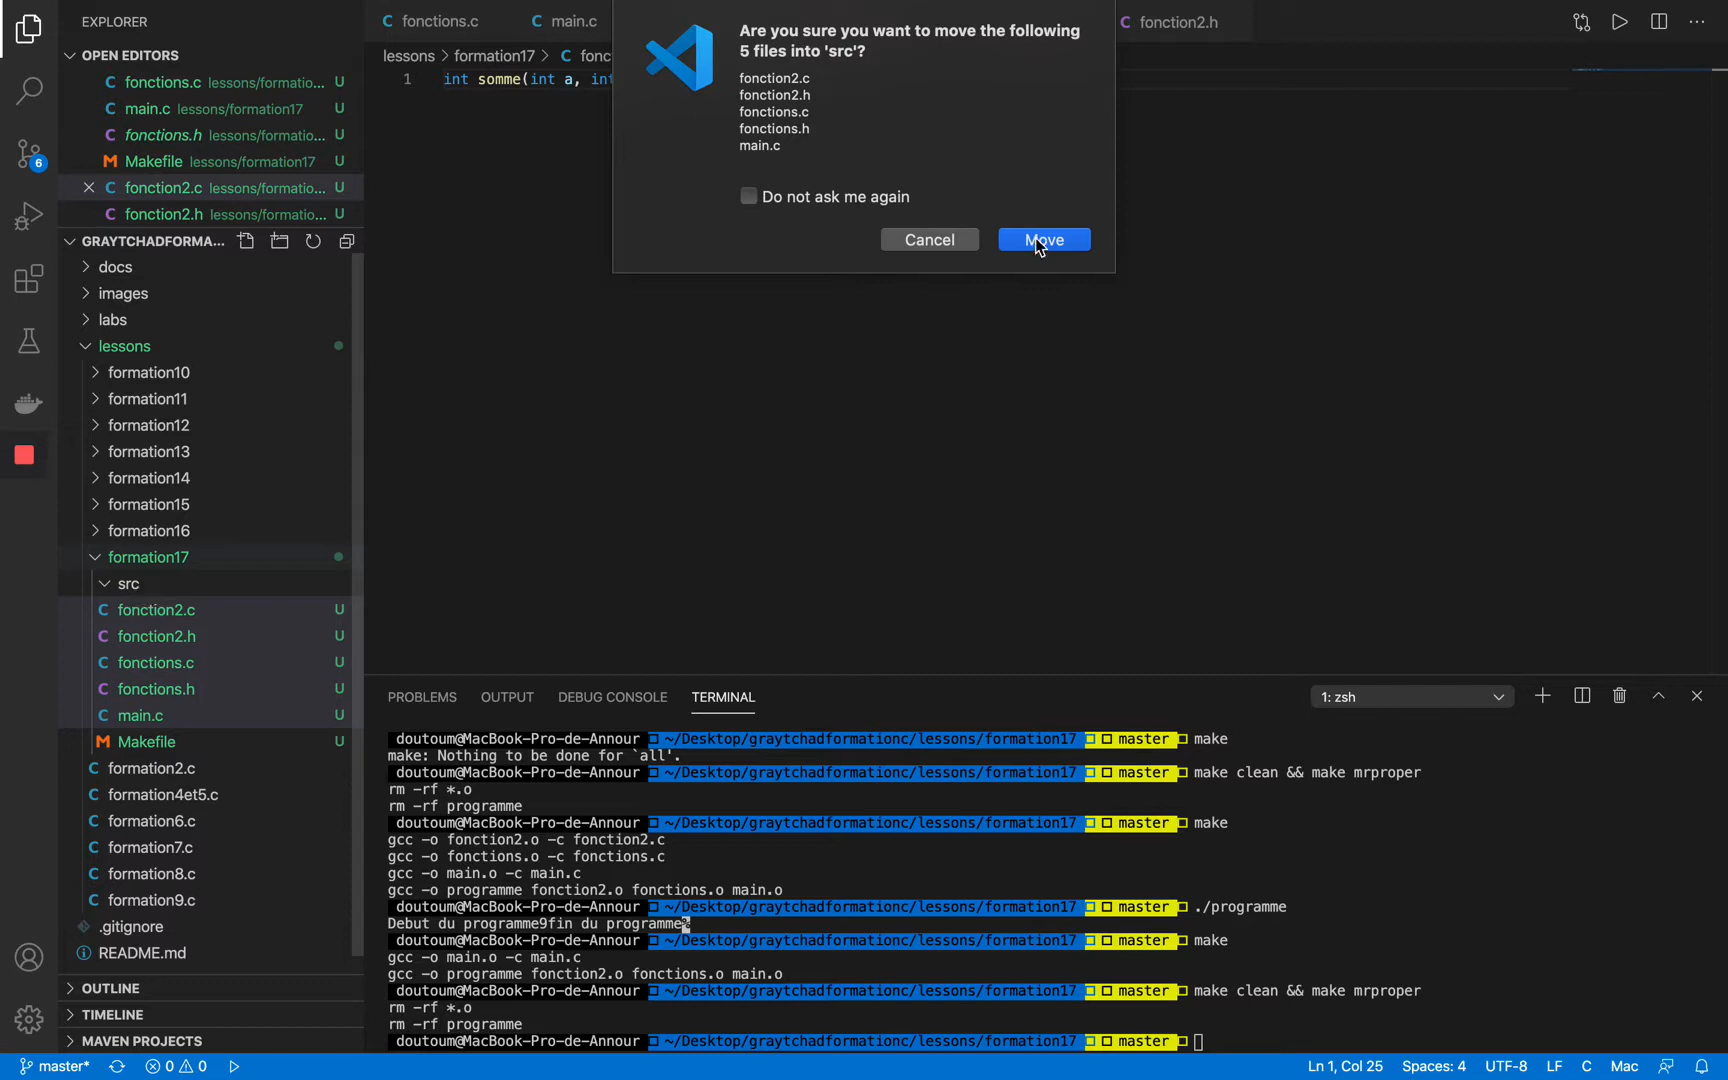 EXPLORER
OPEN EDITORS
fonctions.c lessons/formatio... U
main.c lessons/formation17 U
fonctions.h lessons/formatio... U
Makefile lessons/formation17 U
fonction2.c lessons/formatio... U
fonction2.h lessons/formatio... U
GRAYTCHADFORMA...
docs
images
labs
lessons
formation10
formation11
formation12
formation13
formation14
formation15
formation16
formation17
src
fonction2.c U
fonction2.h U
fonctions.c U
fonctions.h U
main.c U
Makefile U
formation2.c
formation4et5.c
formation6.c
formation7.c
formation8.c
formation9.c
.gitignore
README.md
OUTLINE
TIMELINE
MAVEN PROJECTS
6
fonctions.c main.c fonction2.h
lessons > formation17 > fonc
1 int somme(int a, int
Are you sure you want to move the following
5 files into 'src'?
fonction2.c
fonction2.h
fonctions.c
fonctions.h
main.c
Do not ask me again
Cancel Move
PROBLEMS OUTPUT DEBUG CONSOLE TERMINAL 1: zsh
doutoum@MacBook-Pro-de-Annour ~/Desktop/graytchadformationc/lessons/formation17 master make
make: Nothing to be done for `all'.
doutoum@MacBook-Pro-de-Annour ~/Desktop/graytchadformationc/lessons/formation17 master make clean && make mrproper
rm -rf *.o
rm -rf programme
doutoum@MacBook-Pro-de-Annour ~/Desktop/graytchadformationc/lessons/formation17 master make
gcc -o fonction2.o -c fonction2.c
gcc -o fonctions.o -c fonctions.c
gcc -o main.o -c main.c
gcc -o programme fonction2.o fonctions.o main.o
doutoum@MacBook-Pro-de-Annour ~/Desktop/graytchadformationc/lessons/formation17 master ./programme
Debut du programme9fin du programme%
doutoum@MacBook-Pro-de-Annour ~/Desktop/graytchadformationc/lessons/formation17 master make
gcc -o main.o -c main.c
gcc -o programme fonction2.o fonctions.o main.o
doutoum@MacBook-Pro-de-Annour ~/Desktop/graytchadformationc/lessons/formation17 master make clean && make mrproper
rm -rf *.o
rm -rf programme
doutoum@MacBook-Pro-de-Annour ~/Desktop/graytchadformationc/lessons/formation17 master
master* 0 0 Ln 1, Col 25 Spaces: 4 UTF-8 LF C Mac